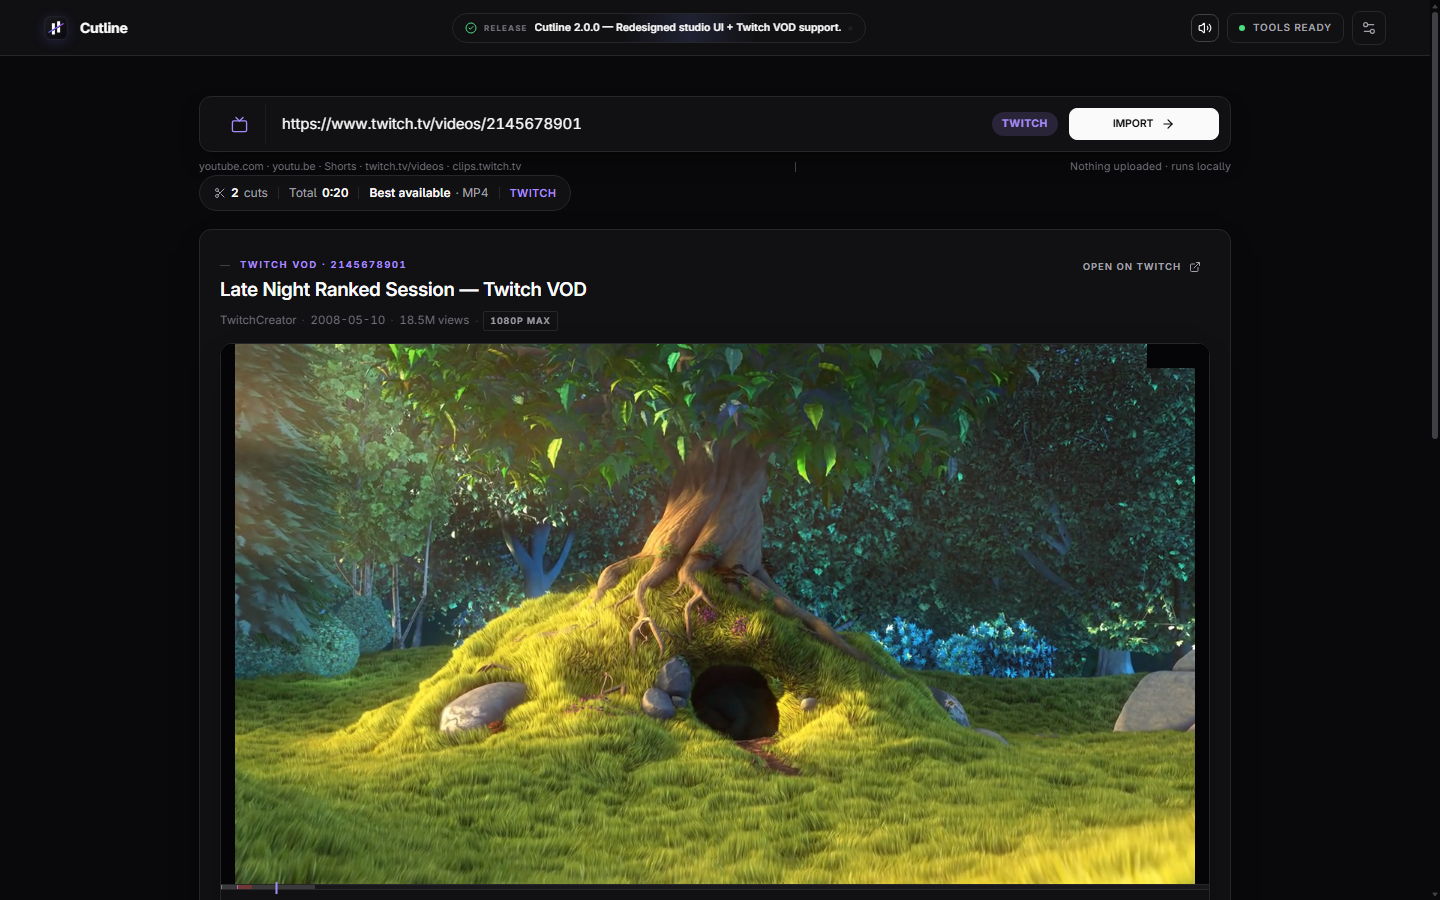 Cutline
RELEASE Cutline 2.0.0 — Redesigned studio UI + Twitch VOD support.
TOOLS READY
https://www.twitch.tv/videos/2145678901
TWITCH
IMPORT →
youtube.com · youtu.be · Shorts · twitch.tv/videos · clips.twitch.tv
Nothing uploaded · runs locally
2 cuts Total 0:20 Best available · MP4 TWITCH
— TWITCH VOD · 2145678901
OPEN ON TWITCH
Late Night Ranked Session — Twitch VOD
TwitchCreator · 2008-05-10 · 18.5M views · 1080P MAX